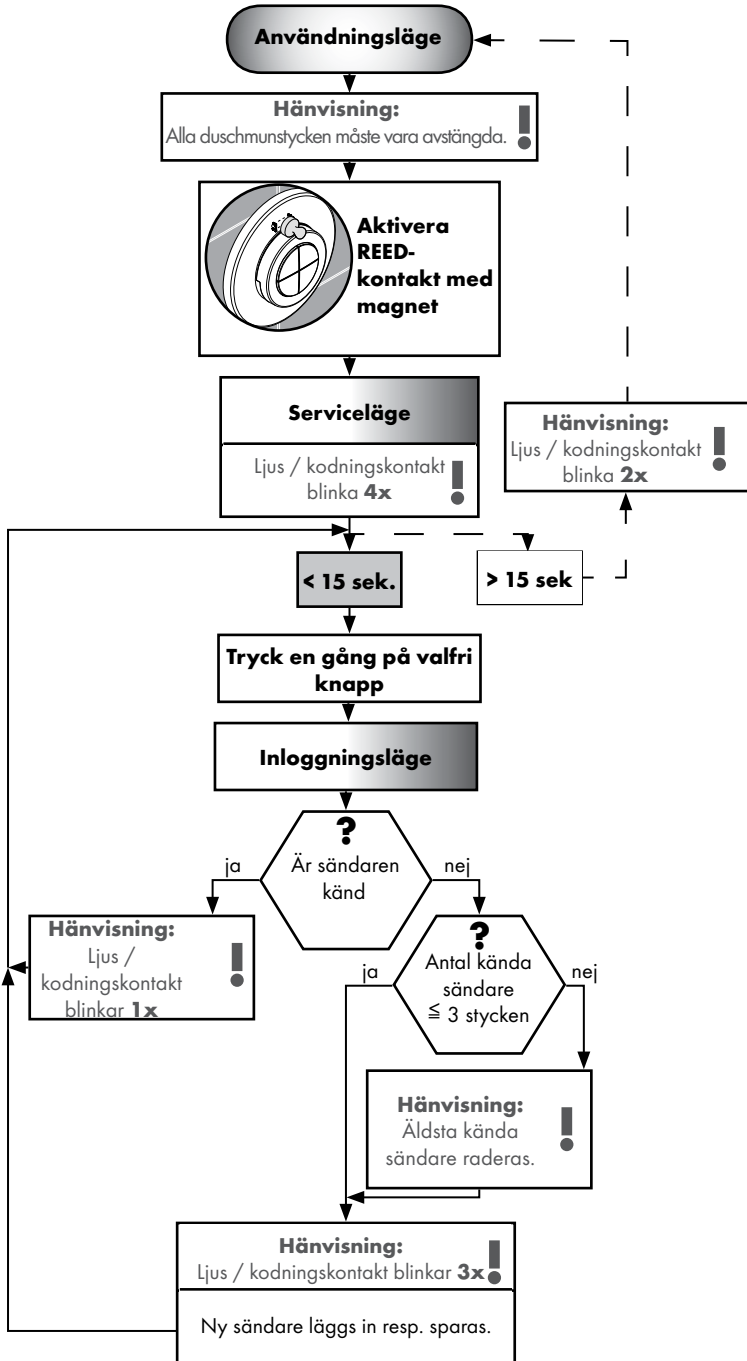 Användningsläge
Hänvisning:
Alla duschmunstycken måste vara avstängda.
!
Aktivera
REED-
kontakt med
magnet
Serviceläge
Ljus / kodningskontakt
blinka 4x
!
Hänvisning:
Ljus / kodningskontakt
blinka 2x
!
< 15 sek.
> 15 sek
Tryck en gång på valfri
knapp
Inloggningsläge
?
Är sändaren
känd
ja
nej
Hänvisning:
Ljus /
kodningskontakt
blinkar 1x
!
?
Antal kända
sändare
≦ 3 stycken
ja
nej
Hänvisning:
Äldsta kända
sändare raderas.
!
Hänvisning:
Ljus / kodningskontakt blinkar 3x
!
Ny sändare läggs in resp. sparas.